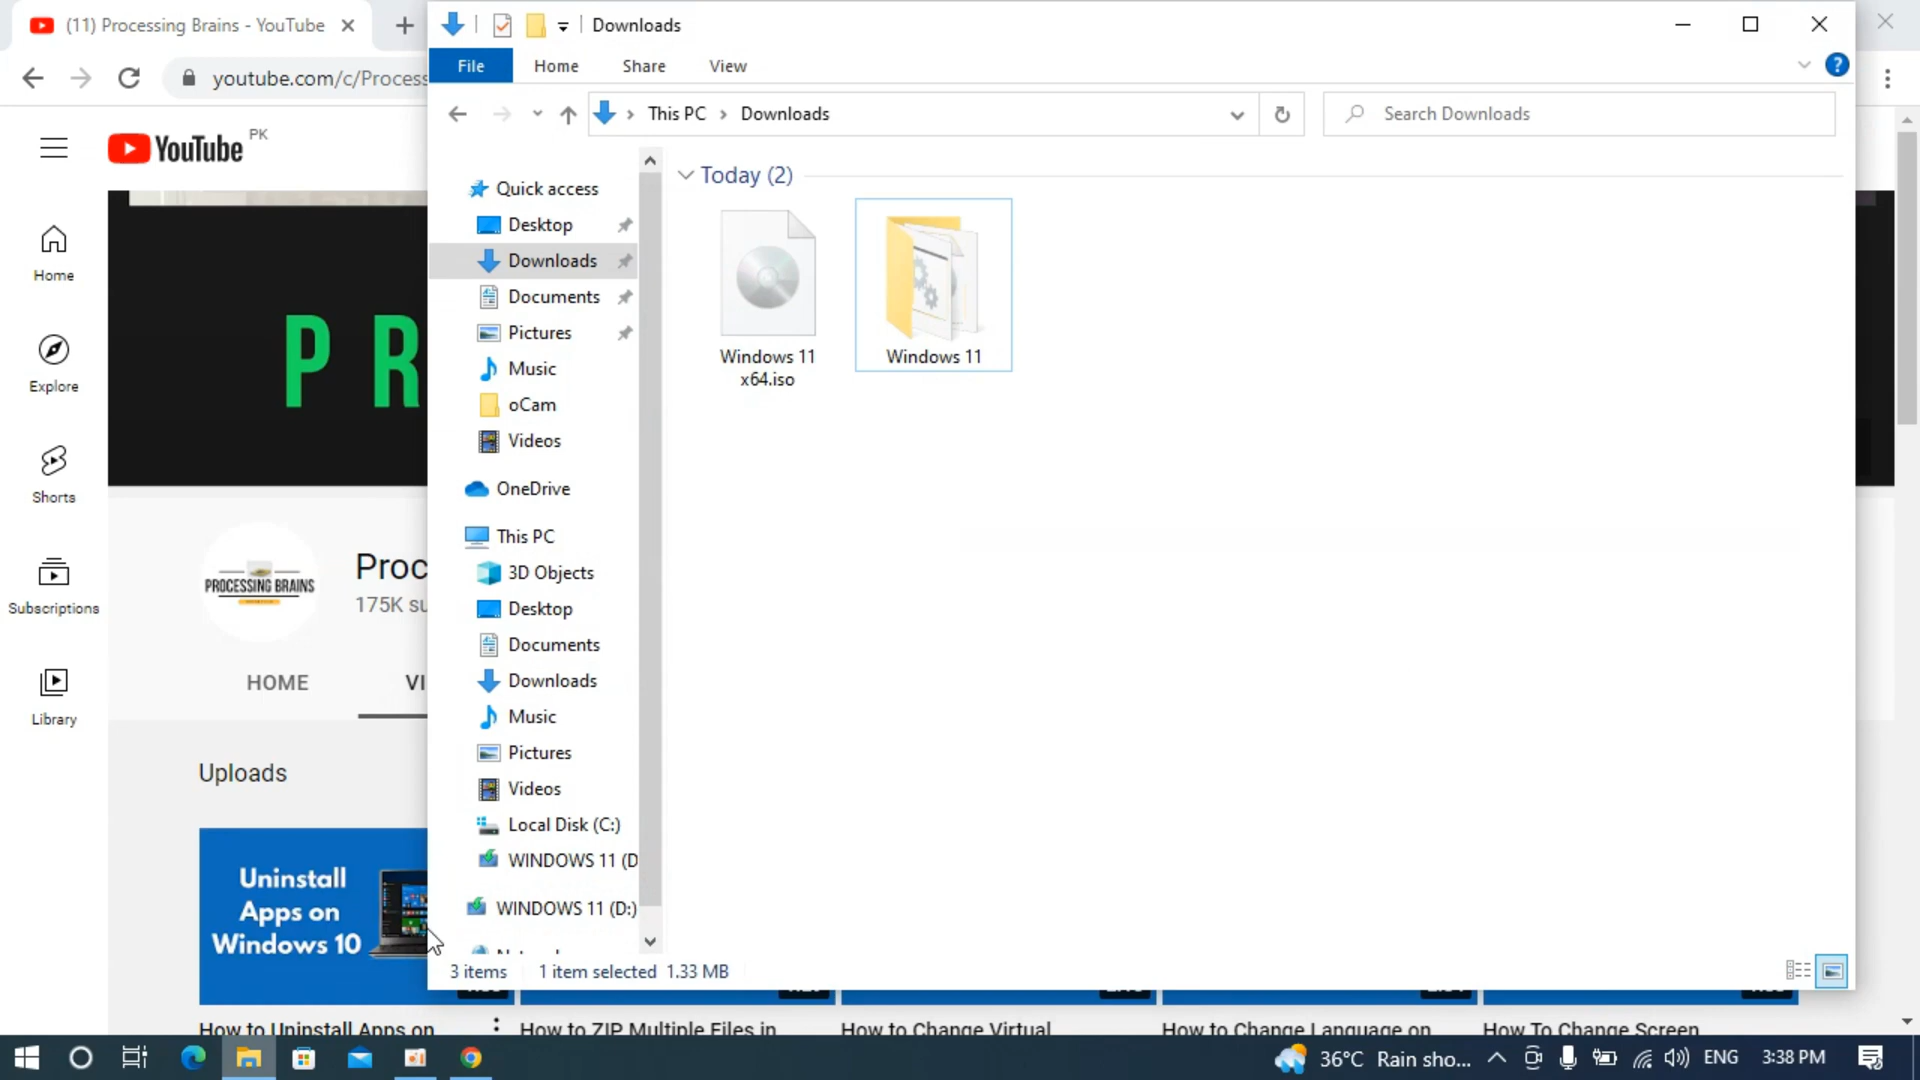 (11) Processing Brains - YouTube
Downloads
File
Home
Share
View
youtube.com/c/Process
This PC
Downloads
Search Downloads
YouTube
PK
Home
Explore
Shorts
Subscriptions
Library
P R
PROCESSING BRAINS
Proc
175K su
HOME
VI
Uploads
Uninstall
Apps on
Windows 10
Quick access
Desktop
Downloads
Documents
Pictures
Music
oCam
Videos
OneDrive
This PC
3D Objects
Desktop
Documents
Downloads
Music
Pictures
Videos
Local Disk (C:)
WINDOWS 11 (D
WINDOWS 11 (D:)
Today (2)
Windows 11
x64.iso
Windows 11
3 items
1 item selected 1.33 MB
How to Uninstall Apps on
How to ZIP Multiple Files in
How to Change Virtual
How to Change Language on
How To Change Screen
36°C Rain sho...
ENG
3:38 PM